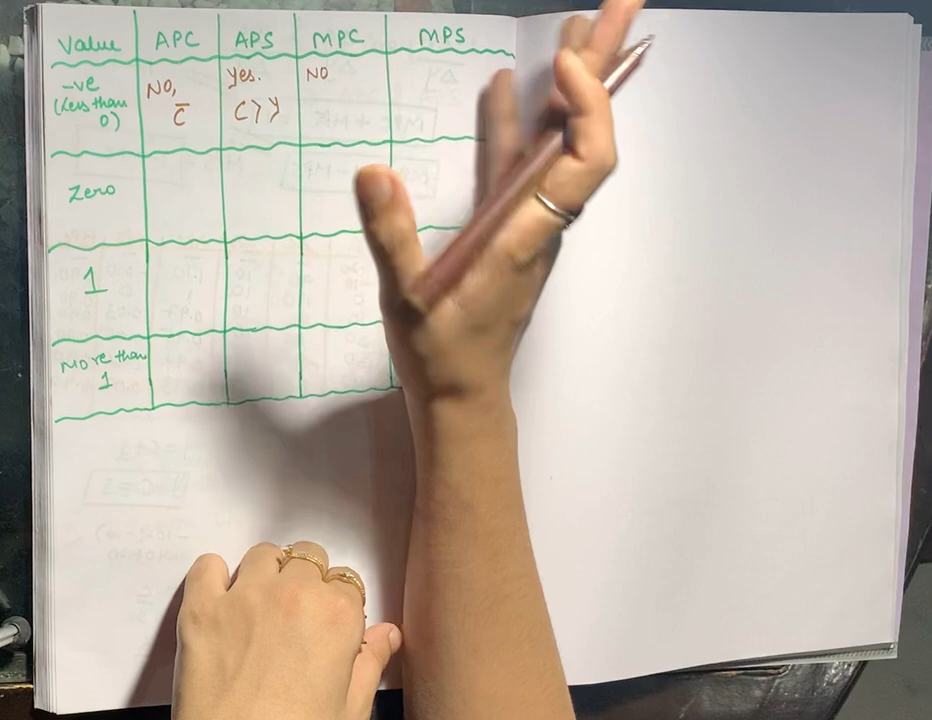 Value APC APS MPC MPS
-ve (Less than 0) NO, C̅ Yes. C>Y NO
Zero
1
More than 1